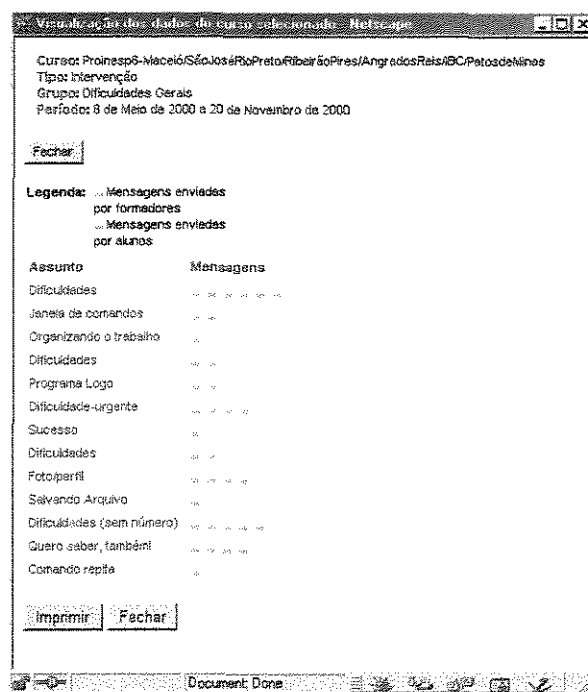 Visualização dos dados do curso selecionado - Netscape
Curso: Proinesp6-Maceió/SãoJoséRioPreto/RibeirãoPires/AngradosReis/IBC/PatosdeMinas
Tipo: Intervenção
Grupo: Dificuldades Gerais
Período: 8 de Maio de 2000 a 20 de Novembro de 2000
Fechar
Legenda: ... Mensagens enviadas
por formadores
... Mensagens enviadas
por alunos
Assunto Mensagens
Dificuldades
Janela de comandos
Organizando o trabalho
Dificuldades
Programa Logo
Dificuldade-urgente
Sucesso
Dificuldades
Foto/perfil
Salvando Arquivo
Dificuldades (sem número)
Quero saber, também!
Comando repita
Imprimir Fechar
Document: Done